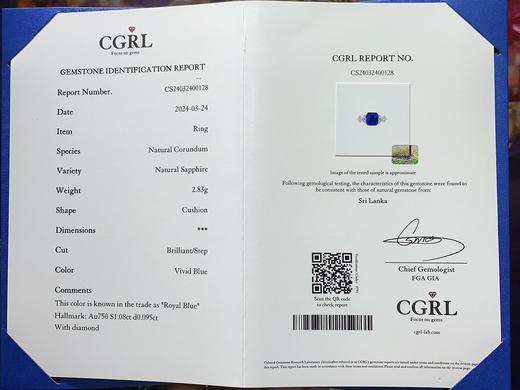 CGRL
Focus on gems
GEMSTONE IDENTIFICATION REPORT
Report Number. CS24032400128
Date 2024-03-24
Item Ring
Species Natural Corundum
Variety Natural Sapphire
Weight 2.83g
Shape Cushion
Dimensions ***
Cut Brilliant/Step
Color Vivid Blue
Comments
This color is known in the trade as "Royal Blue"
Hallmark: Au750 S1.08ct d0.095ct
With diamond
CGRL REPORT NO.
CS24032400128
Image of the tested sample is approximate
Following gemological testing, the characteristics of this gemstone were found to
be consistent with those of natural gemstone from:
Sri Lanka
Scan the QR code
to check report
Chief Gemologist
FGA GIA
CGRL
Focus on gems
cgrl-lab.com